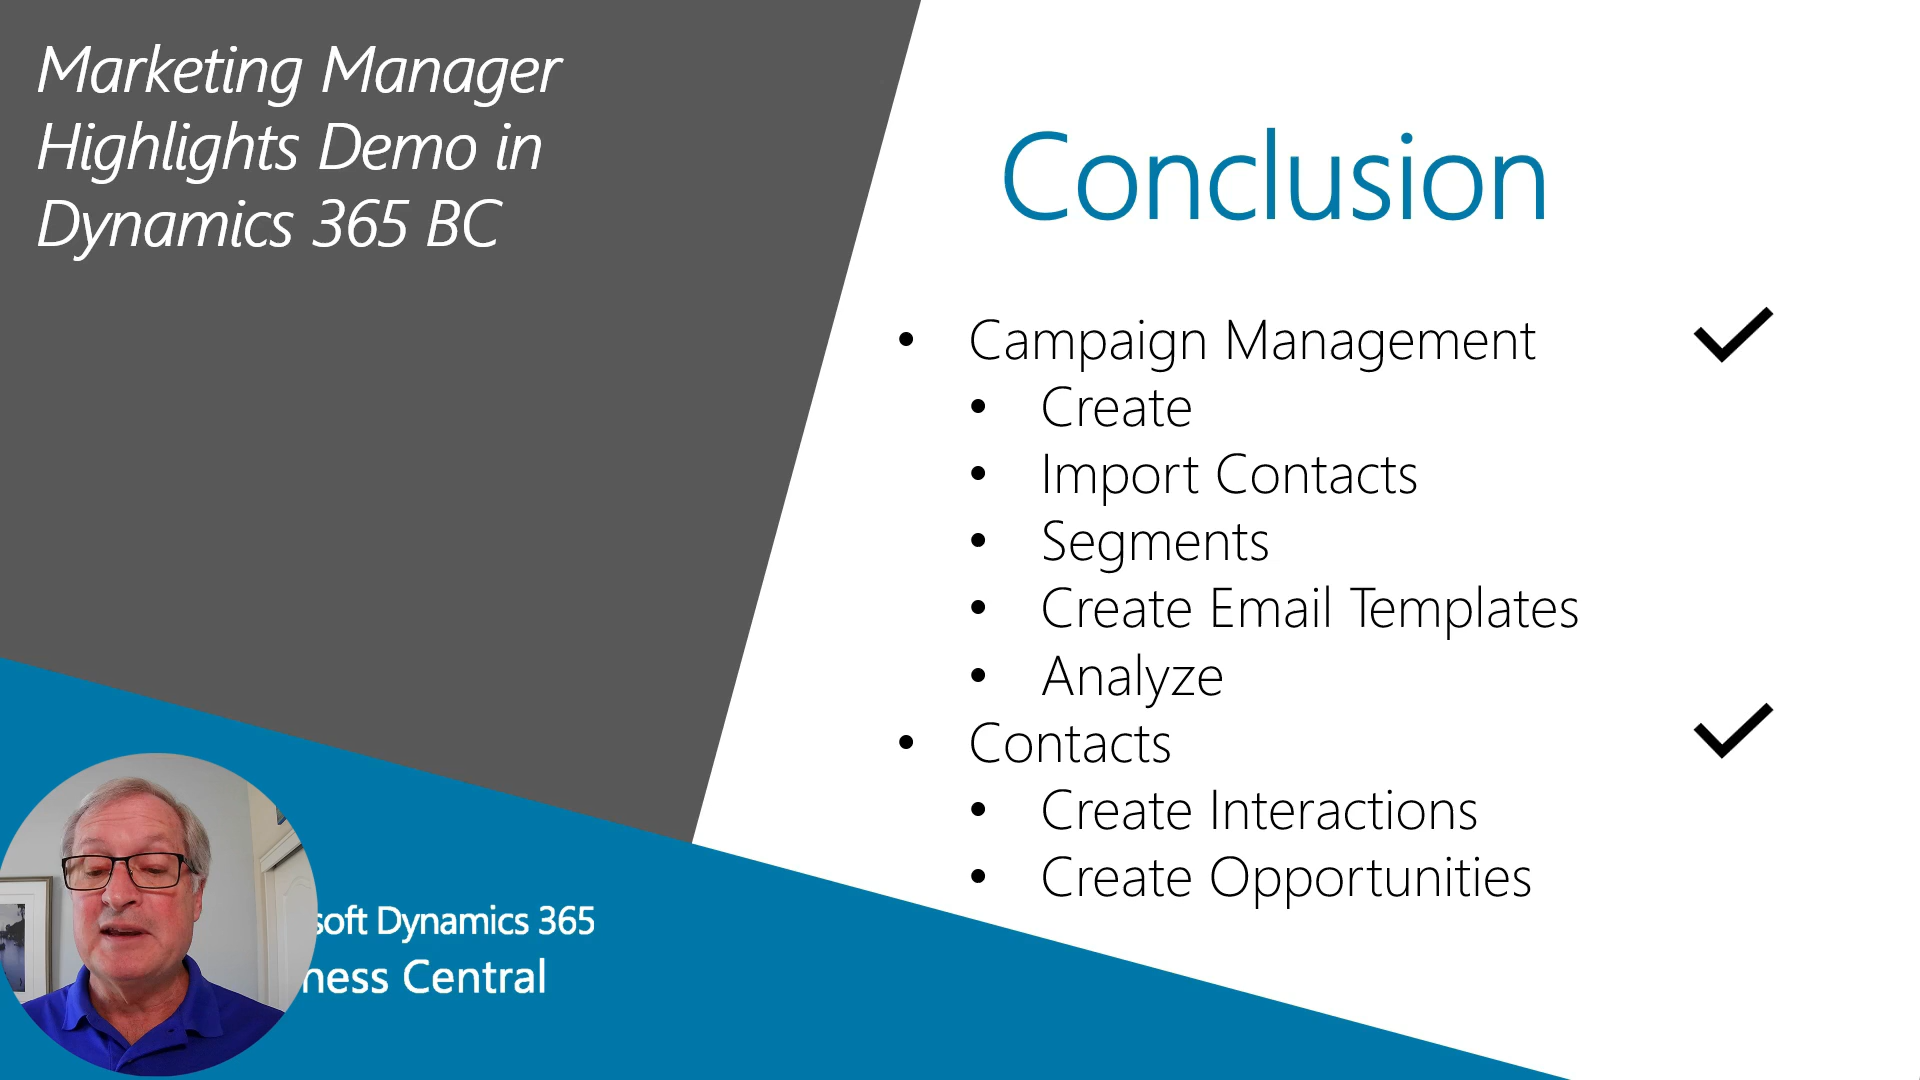 Marketing Manager
Highlights Demo in
Dynamics 365 BC
Conclusion
• Campaign Management
• Create
• Import Contacts
• Segments
• Create Email Templates
• Analyze
• Contacts
• Create Interactions
• Create Opportunities
soft Dynamics 365
ness Central